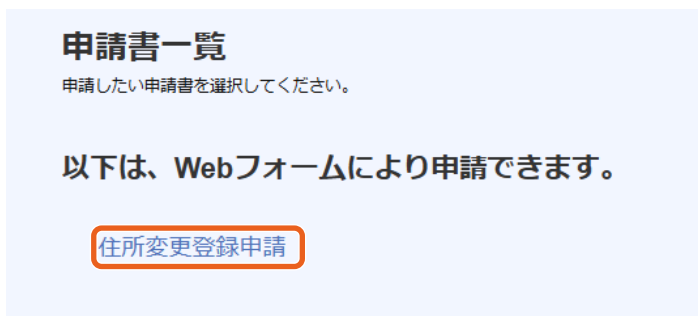 申請書一覧
申請したい申請書を選択してください。
以下は、Webフォームにより申請できます。
住所変更登録申請